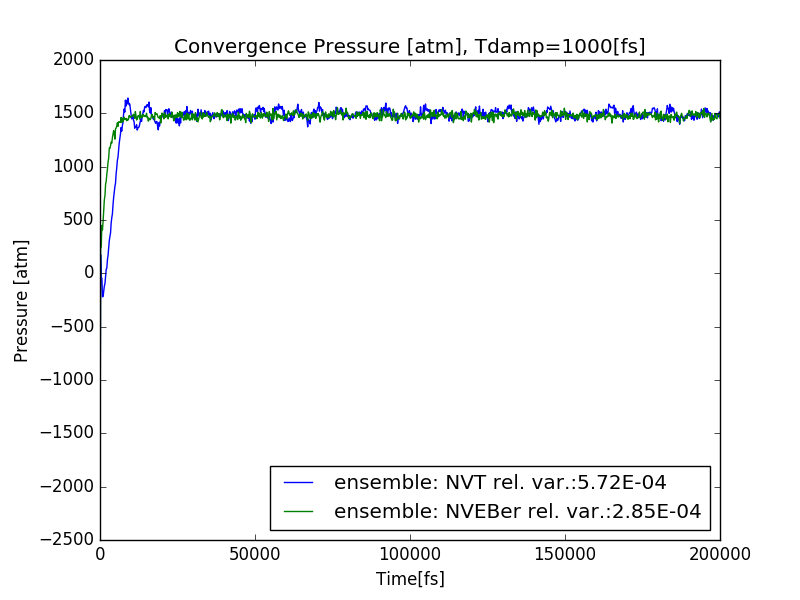 Convergence Pressure [atm], Tdamp=1000[fs]
2000
1500
1000
500
0
−500
−1000
−1500
−2000
−2500
Pressure [atm]
ensemble: NVT rel. var.:5.72E-04
ensemble: NVEBer rel. var.:2.85E-04
0 50000 100000 150000 200000
Time[fs]